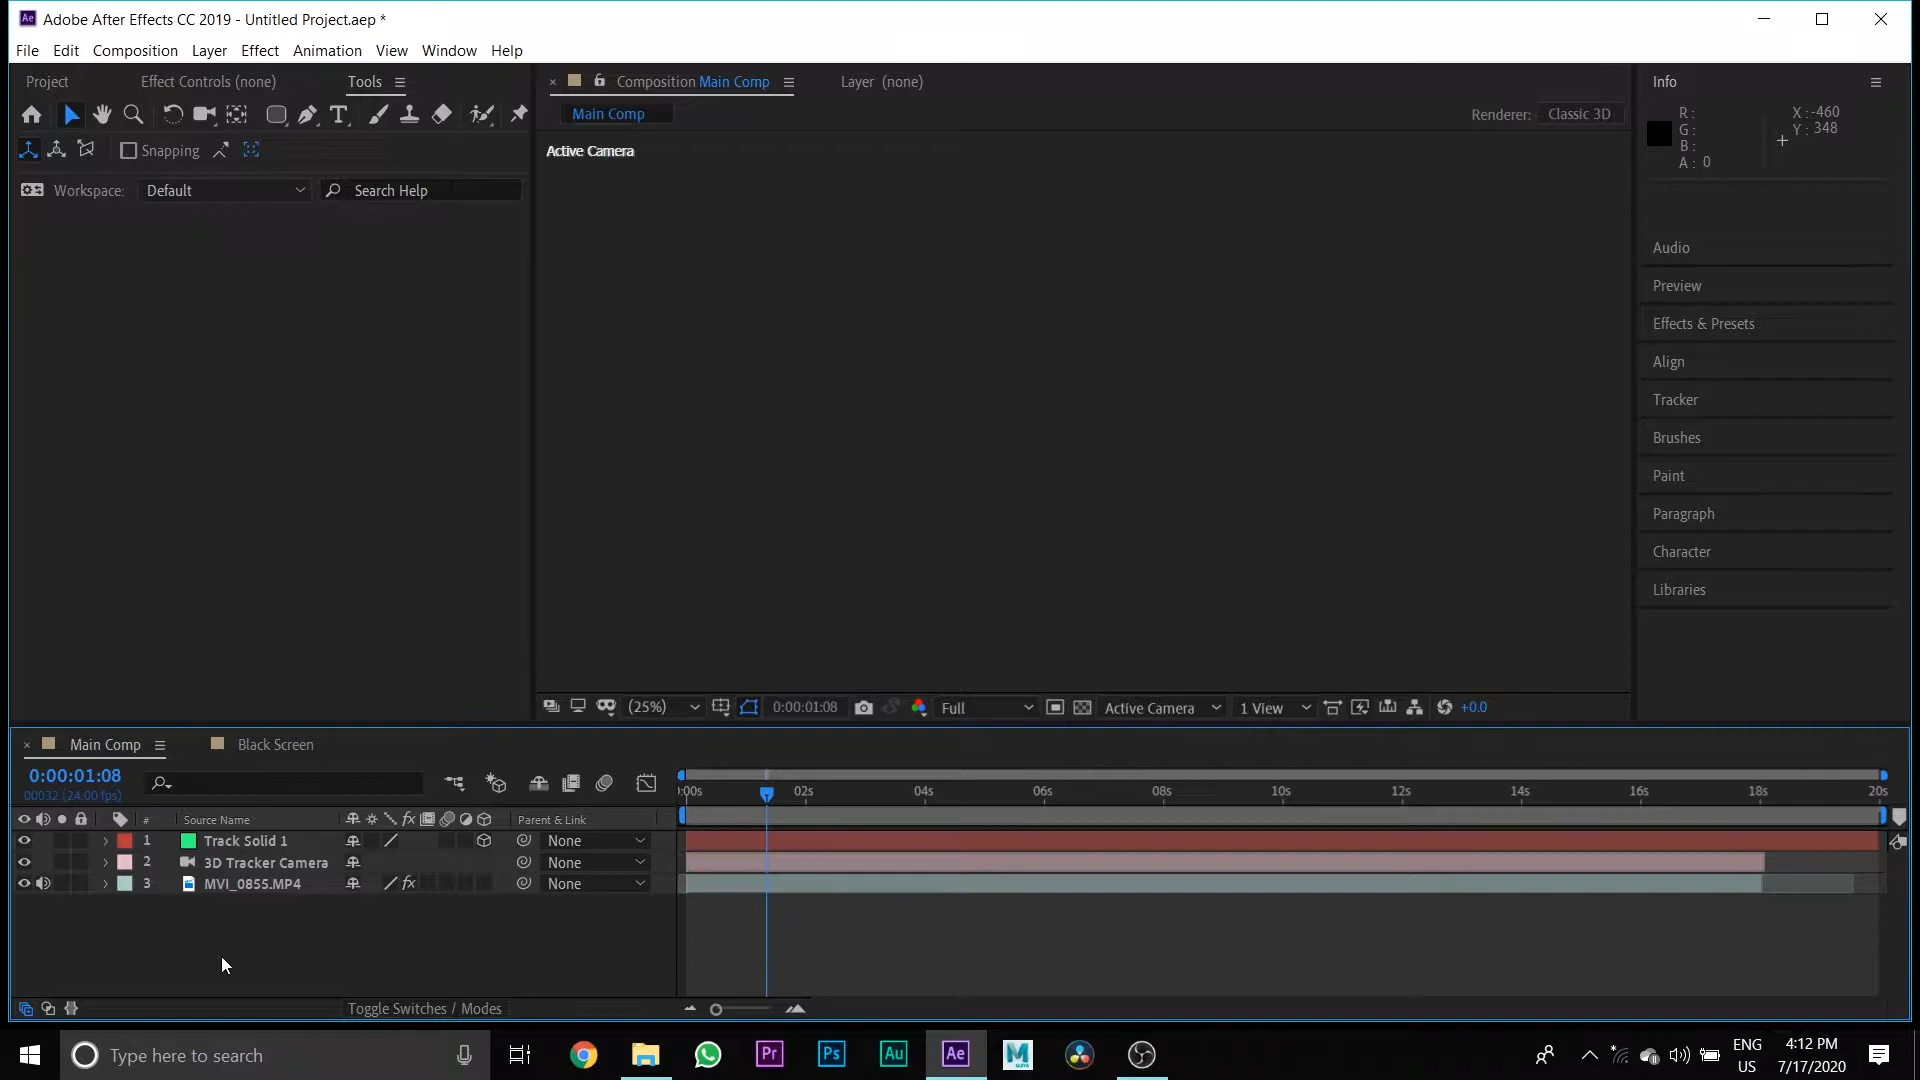 Adobe After Effects CC 2019 - Untitled Project.aep *
File Edit Composition Layer Effect Animation View Window Help
Project Effect Controls (none) Tools
Composition Main Comp Layer (none)
Info
Main Comp
Renderer: Classic 3D
R :
G :
B :
A : 0
X : -460
Y : 348
Snapping
Active Camera
Workspace: Default Search Help
Audio
Preview
Effects & Presets
Align
Tracker
Brushes
Paint
Paragraph
Character
Libraries
(25%) 0:00:01:08 Full Active Camera 1 View +0.0
Main Comp Black Screen
0:00:01:08
00032 (24.00 fps)
:00s 02s 04s 06s 08s 10s 12s 14s 16s 18s 20s
# Source Name fx Parent & Link
1 Track Solid 1 None
2 3D Tracker Camera None
3 MVI_0855.MP4 fx None
Toggle Switches / Modes
Type here to search
Pr Ps Au Ae M
ENG
US
4:12 PM
7/17/2020